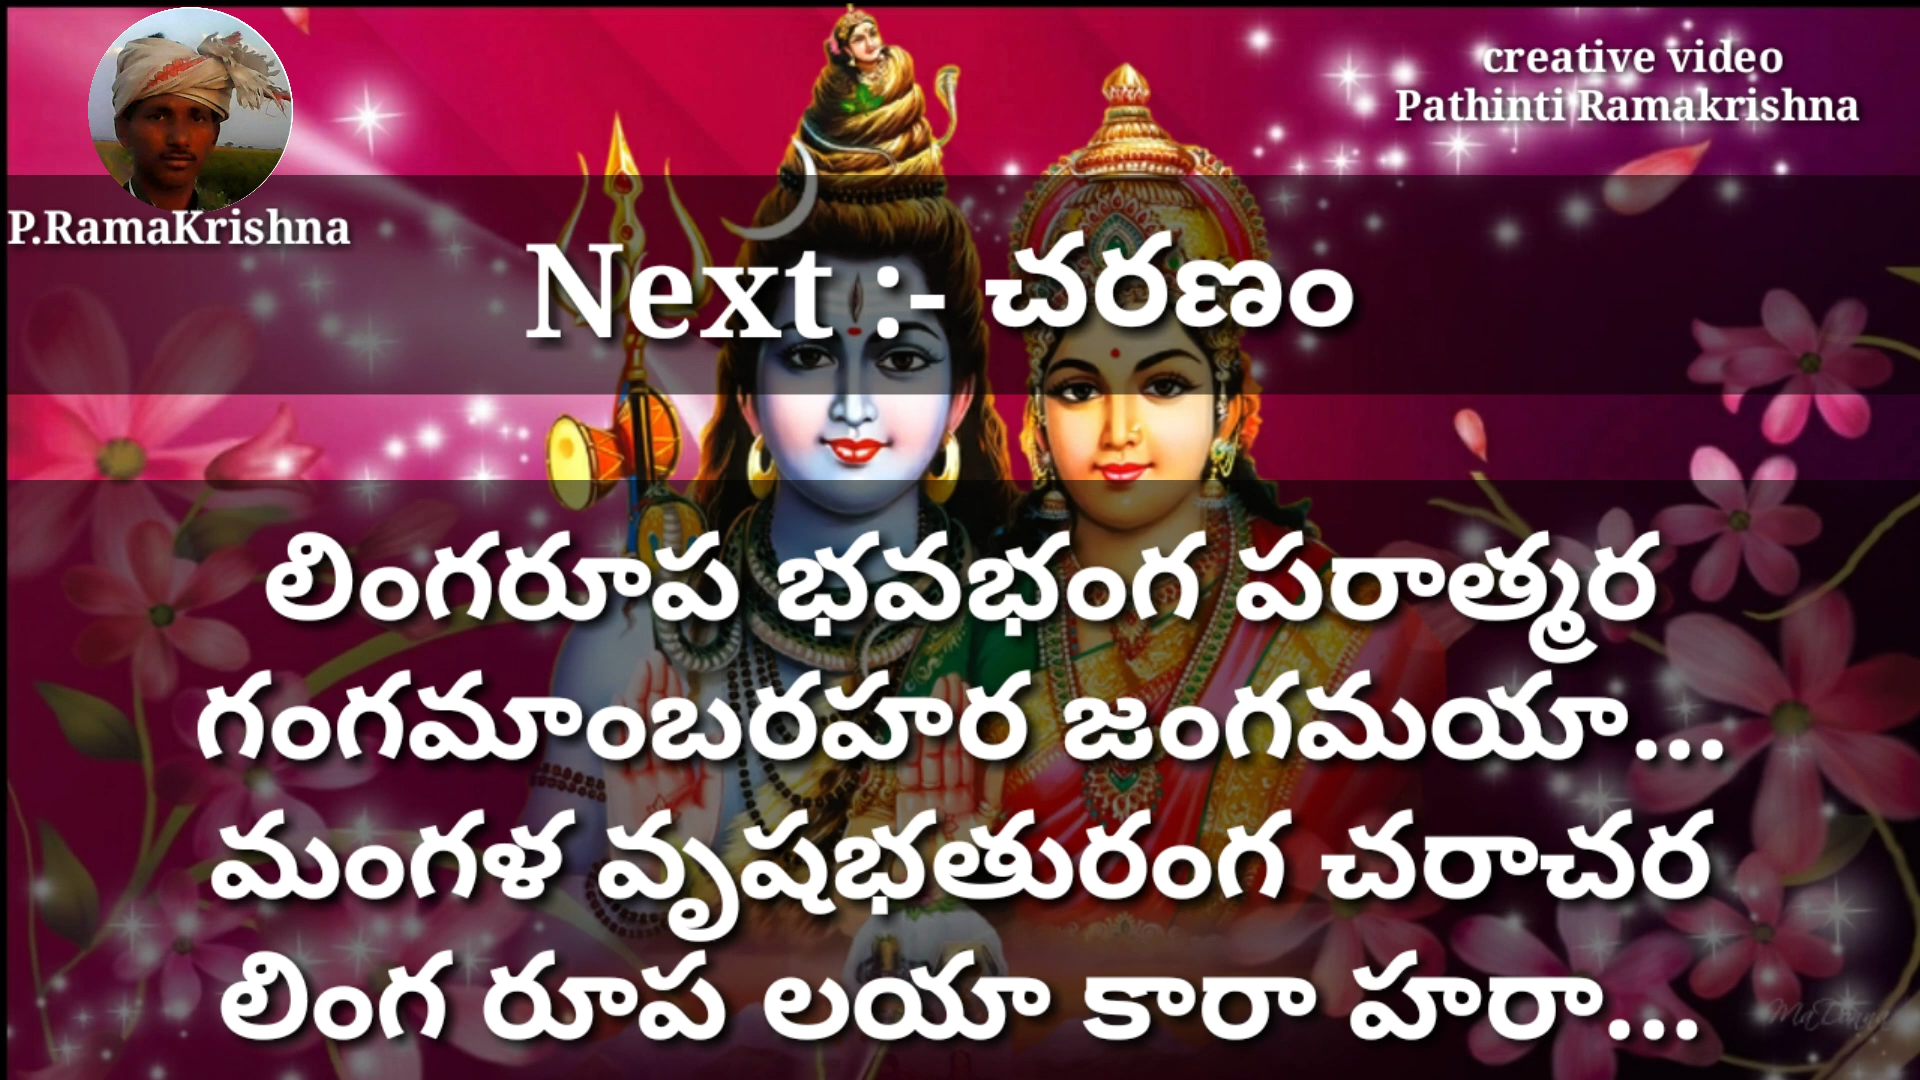 creative video
Pathinti Ramakrishna
P.RamaKrishna
Next :- చరణం
లింగరూప భవభంగ పరాత్మర
గంగమాంబరహర జంగమయా...
మంగళ వృషభతురంగ చరాచర
లింగ రూప లయా కారా హరా...